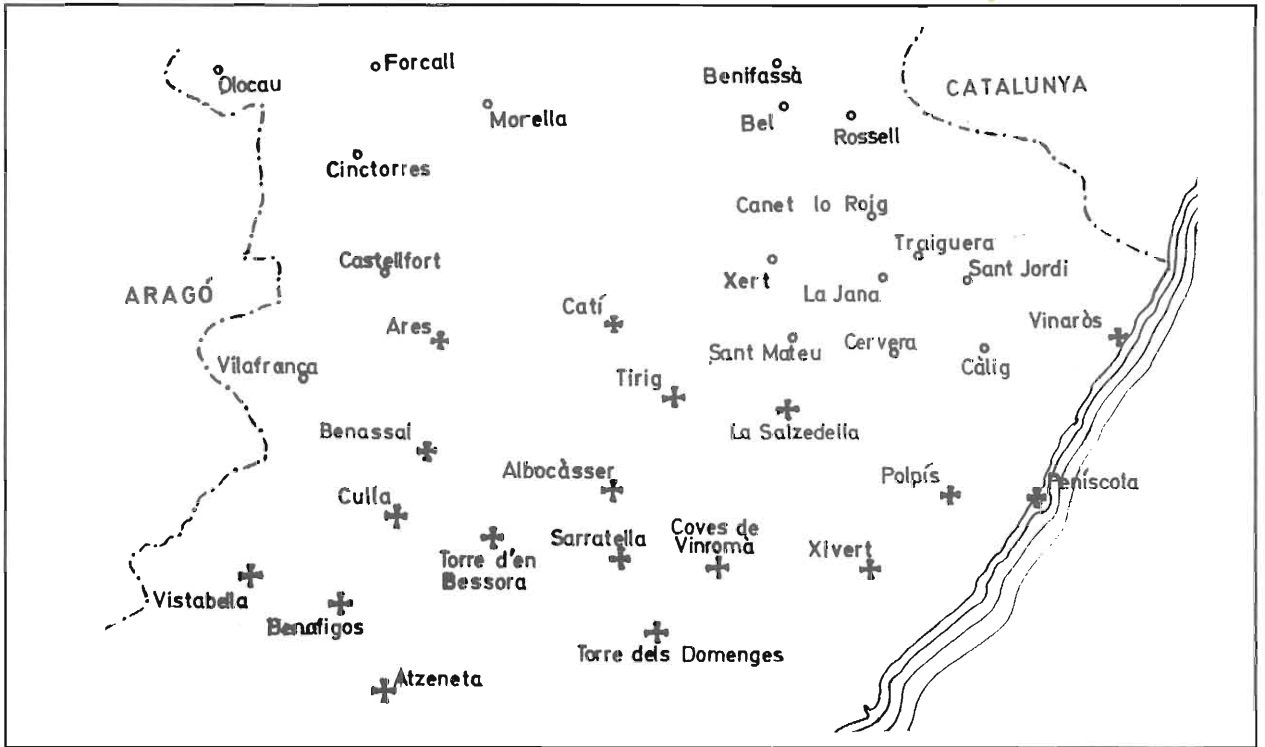 Olocau
Forcall
Morella
Benifassà
Bel
Rossell
CATALUNYA
Cinctorres
Canet lo Roig
Traiguera
Sant Jordi
Castellfort
Xert
La Jana
ARAGÓ
Ares
Catí
Vinaròs
Sant Mateu
Cervera
Càlig
Vilafrança
Tirig
La Salzedella
Benassal
Albocàsser
Polpís
Peníscola
Culla
Torre d'en
Bessora
Sarratella
Coves de
Vinromà
Xivert
Vistabella
Benafigos
Torre dels Domenges
Atzeneta